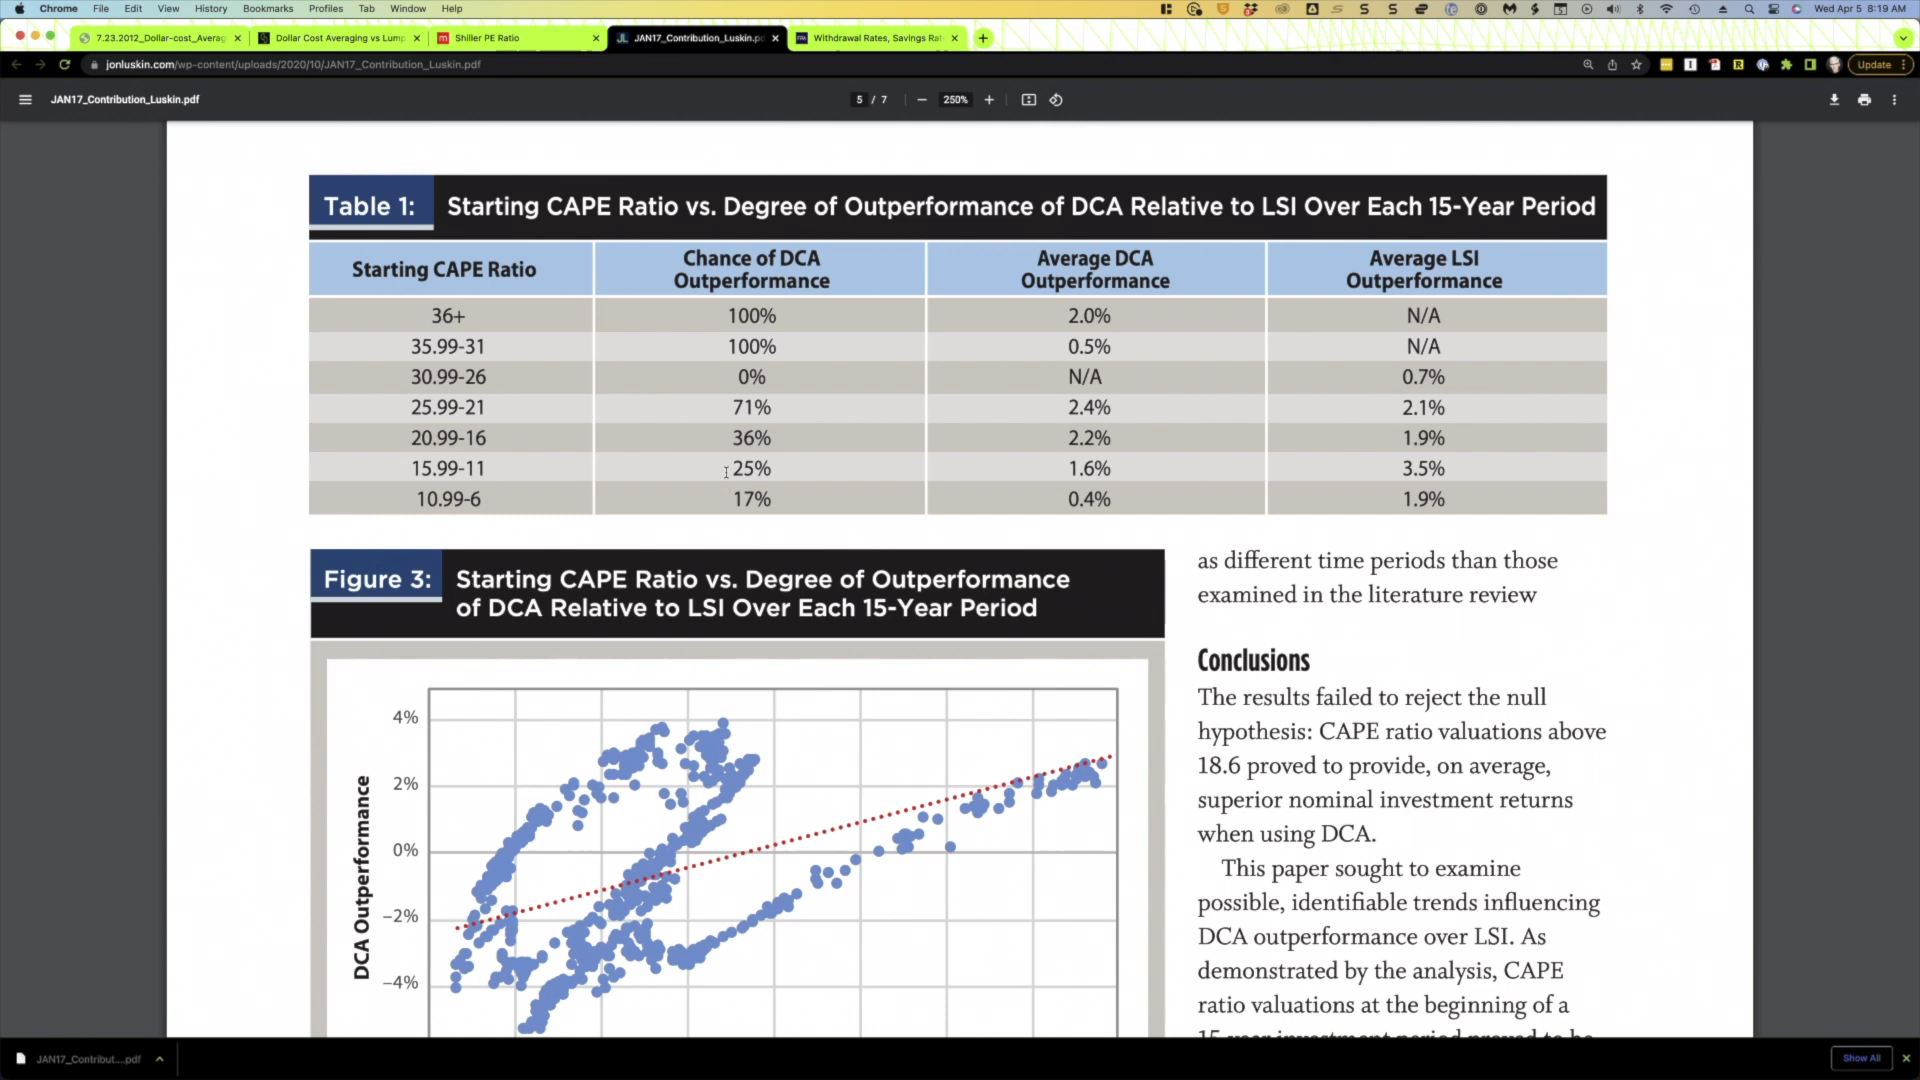 Chrome File Edit View History Bookmarks Profiles Tab Window Help Wed Apr 5 8:19 AM
7.23.2012_Dollar-cost_Averag Dollar Cost Averaging vs Lump Shiller PE Ratio JAN17_Contribution_Luskin.pd Withdrawal Rates, Savings Rat
jonluskin.com/wp-content/uploads/2020/10/JAN17_Contribution_Luskin.pdf Update
JAN17_Contribution_Luskin.pdf 5 / 7 250%
Table 1: Starting CAPE Ratio vs. Degree of Outperformance of DCA Relative to LSI Over Each 15-Year Period
Starting CAPE Ratio Chance of DCA Outperformance Average DCA Outperformance Average LSI Outperformance
36+ 100% 2.0% N/A
35.99-31 100% 0.5% N/A
30.99-26 0% N/A 0.7%
25.99-21 71% 2.4% 2.1%
20.99-16 36% 2.2% 1.9%
15.99-11 25% 1.6% 3.5%
10.99-6 17% 0.4% 1.9%
Figure 3: Starting CAPE Ratio vs. Degree of Outperformance
of DCA Relative to LSI Over Each 15-Year Period
4%
2%
0%
−2%
−4%
DCA Outperformance
as different time periods than those
examined in the literature review
Conclusions
The results failed to reject the null
hypothesis: CAPE ratio valuations above
18.6 proved to provide, on average,
superior nominal investment returns
when using DCA.
This paper sought to examine
possible, identifiable trends influencing
DCA outperformance over LSI. As
demonstrated by the analysis, CAPE
ratio valuations at the beginning of a
15-year investment period proved to be
JAN17_Contribut....pdf Show All